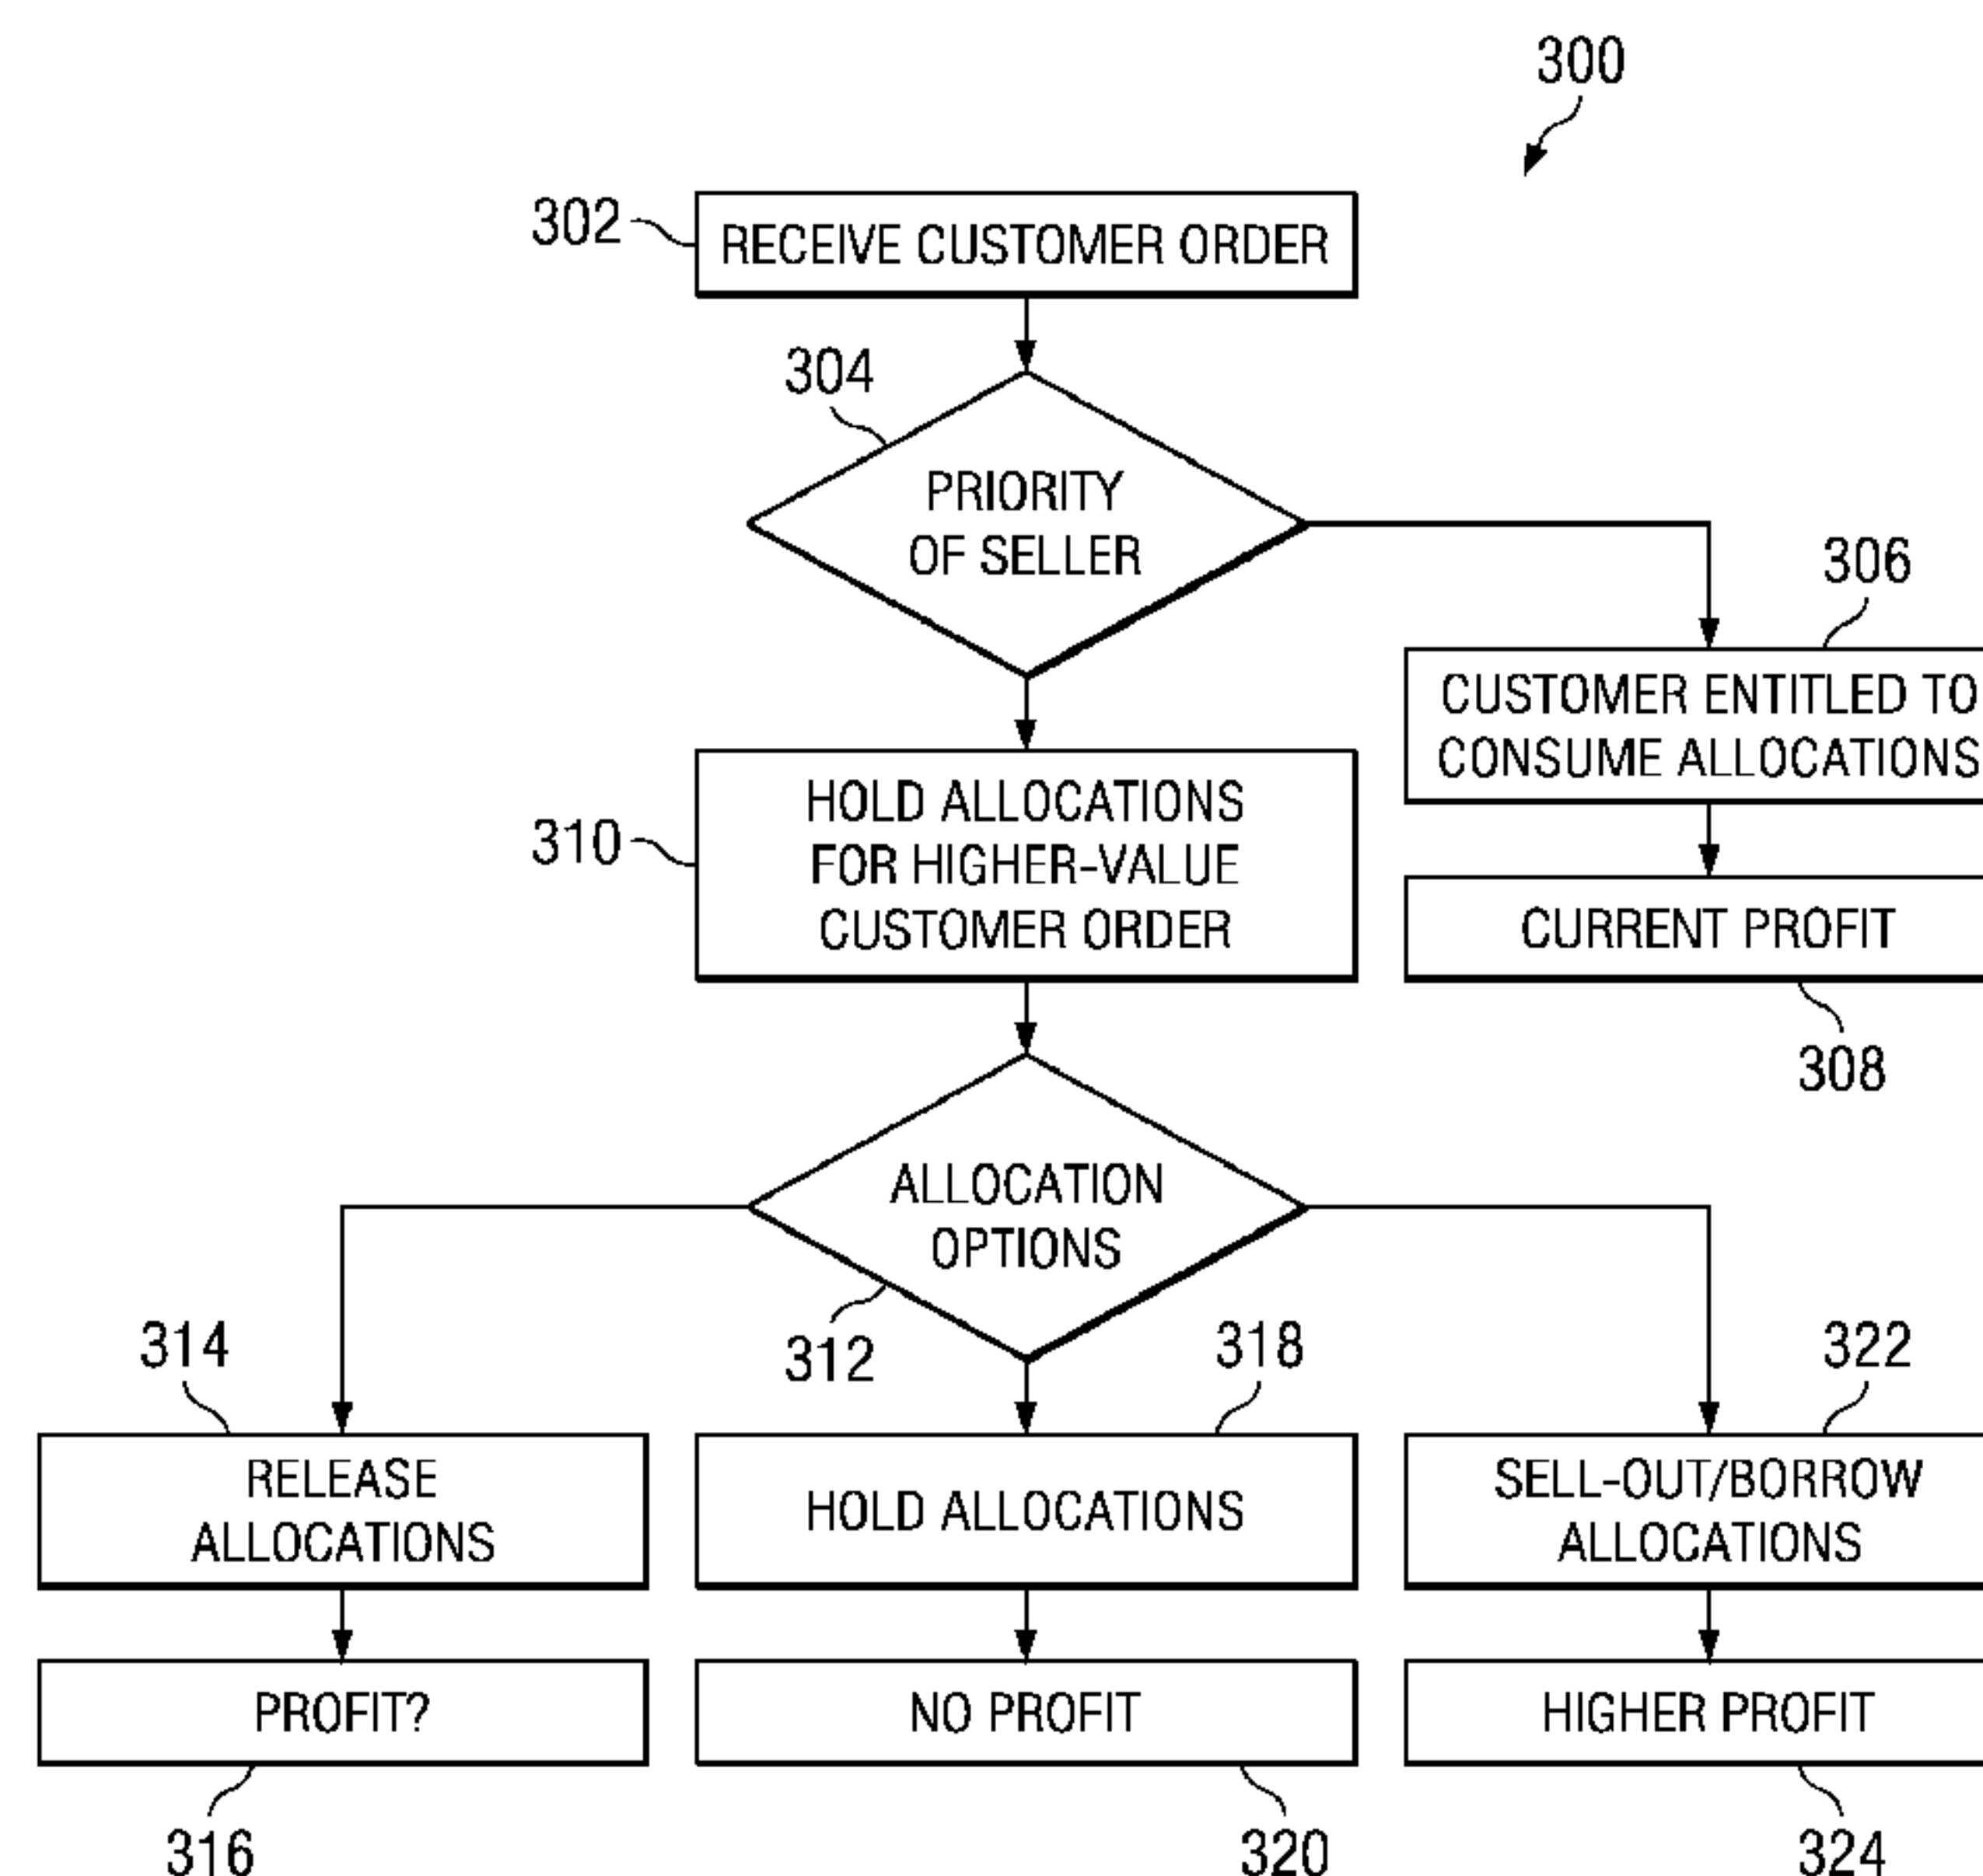 300
302
RECEIVE CUSTOMER ORDER
304
PRIORITY
OF SELLER
306
CUSTOMER ENTITLED TO
CONSUME ALLOCATIONS
310
HOLD ALLOCATIONS
FOR HIGHER-VALUE
CUSTOMER ORDER
CURRENT PROFIT
308
ALLOCATION
OPTIONS
312
314
318
322
RELEASE
ALLOCATIONS
HOLD ALLOCATIONS
SELL-OUT/BORROW
ALLOCATIONS
PROFIT?
NO PROFIT
HIGHER PROFIT
316
320
324